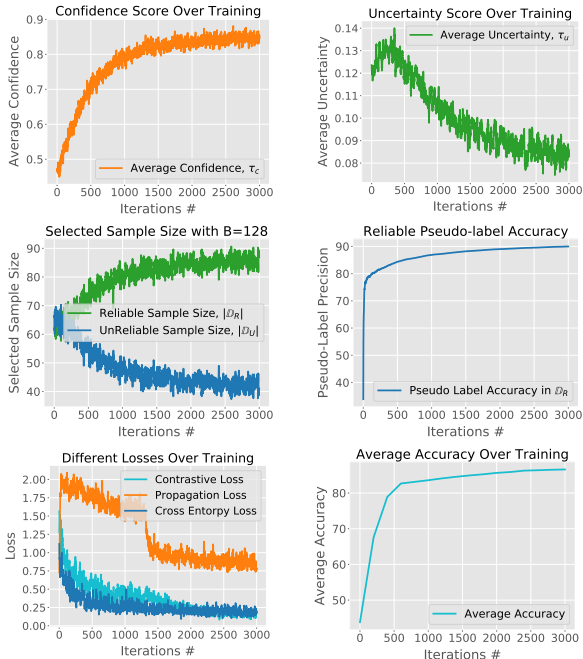 Confidence Score Over Training
Average Confidence
0.9
0.8
0.7
0.6
0.5
Average Confidence, τc
0 500 1000 1500 2000 2500 3000
Iterations #
Uncertainty Score Over Training
Average Uncertainty
0.14
0.13
0.12
0.11
0.10
0.09
0.08
Average Uncertainty, τu
0 500 1000 1500 2000 2500 3000
Iterations #
Selected Sample Size with B=128
Selected Sample Size
90
80
70
60
50
40
Reliable Sample Size, |𝔻R|
UnReliable Sample Size, |𝔻U|
0 500 1000 1500 2000 2500 3000
Iterations #
Reliable Pseudo-label Accuracy
Pseudo-Label Precision
90
80
70
60
50
40
Pseudo Label Accuracy in 𝔻R
0 500 1000 1500 2000 2500 3000
Iterations #
Different Losses Over Training
Loss
2.00
1.75
1.50
1.25
1.00
0.75
0.50
0.25
0.00
Contrastive Loss
Propagation Loss
Cross Entorpy Loss
0 500 1000 1500 2000 2500 3000
Iterations #
Average Accuracy Over Training
Average Accuracy
80
70
60
50
Average Accuracy
0 500 1000 1500 2000 2500 3000
Iterations #